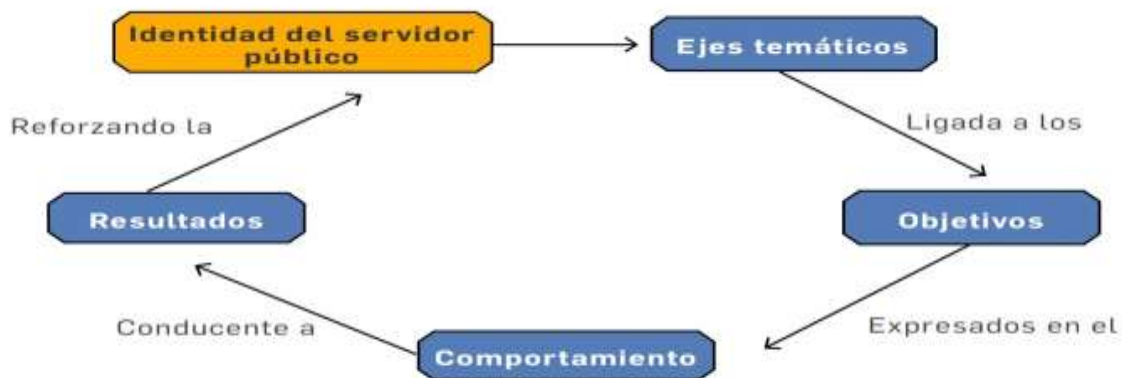 Identidad del servidor
público
Ejes temáticos
Reforzando la
Ligada a los
Resultados
Objetivos
Conducente a
Expresados en el
Comportamiento